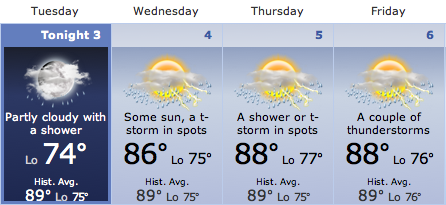 Tuesday Wednesday Thursday Friday
Tonight 3 4 5 6
Partly cloudy with
a shower
Lo 74°
Hist. Avg.
89° Lo 75°
Some sun, a t-
storm in spots
86° Lo 75°
Hist. Avg.
89° Lo 75°
A shower or t-
storm in spots
88° Lo 77°
Hist. Avg.
89° Lo 75°
A couple of
thunderstorms
88° Lo 76°
Hist. Avg.
89° Lo 76°